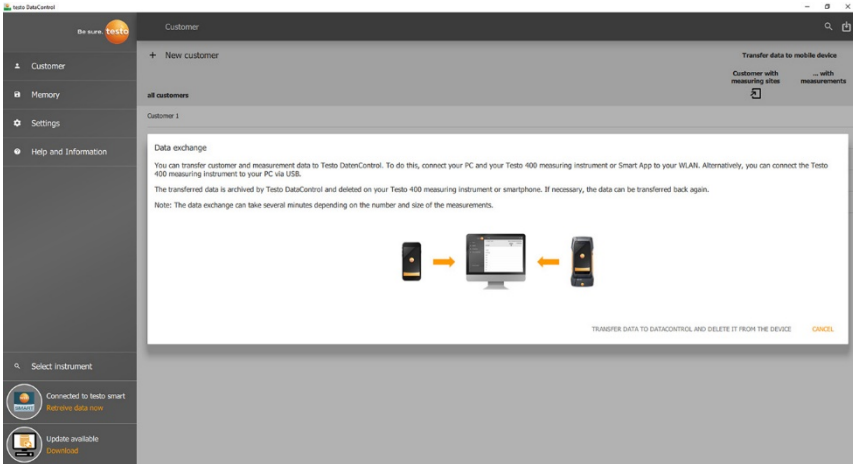 testo DataControl
Be sure. testo
Customer
Customer
Memory
Settings
Help and Information
+ New customer
Transfer data to mobile device
Customer with
measuring sites
... with
measurements
all customers
Customer 1
Data exchange
You can transfer customer and measurement data to Testo DatenControl. To do this, connect your PC and your Testo 400 measuring instrument or Smart App to your WLAN. Alternatively, you can connect the Testo
400 measuring instrument to your PC via USB.
The transferred data is archived by Testo DataControl and deleted on your Testo 400 measuring instrument or smartphone. If necessary, the data can be transferred back again.
Note: The data exchange can take several minutes depending on the number and size of the measurements.
TRANSFER DATA TO DATACONTROL AND DELETE IT FROM THE DEVICE
CANCEL
Select instrument
SMART
Connected to testo smart
Retreive data now
Update available
Download